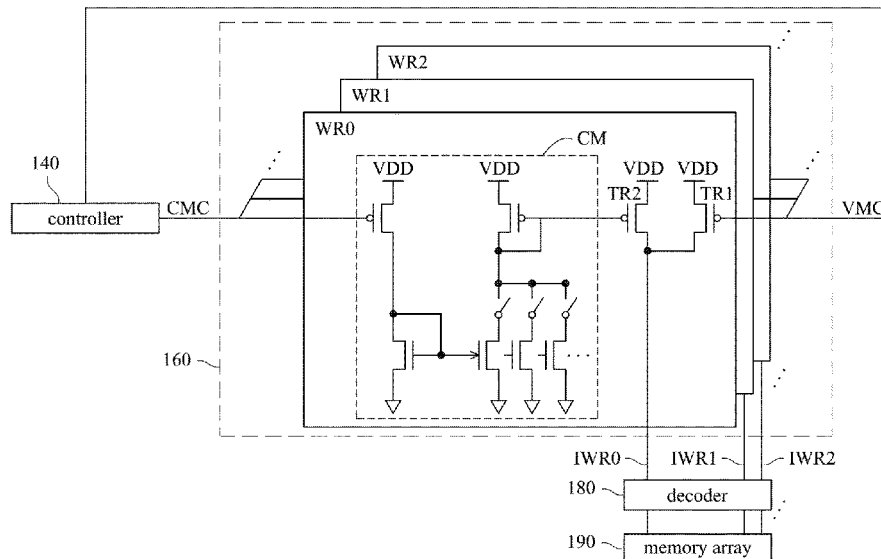 WR2
WR1
WR0
CM
VDD
VDD
VDD
VDD
TR2
TR1
140
controller
CMC
VMC
160
IWR0
IWR1
IWR2
180
decoder
190
memory array